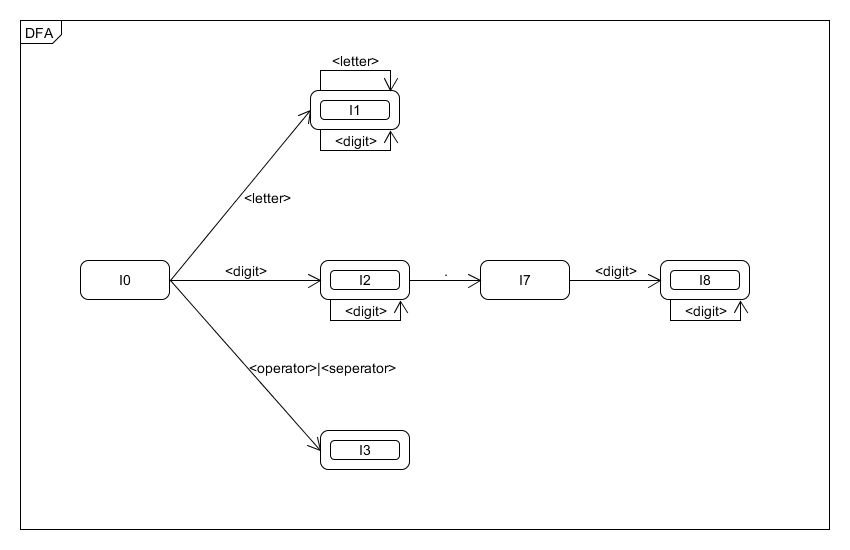 DFA
<letter>
I1
<digit>
<letter>
I0
<digit>
I2
.
I7
<digit>
I8
<digit>
<digit>
<operator>|<seperator>
I3